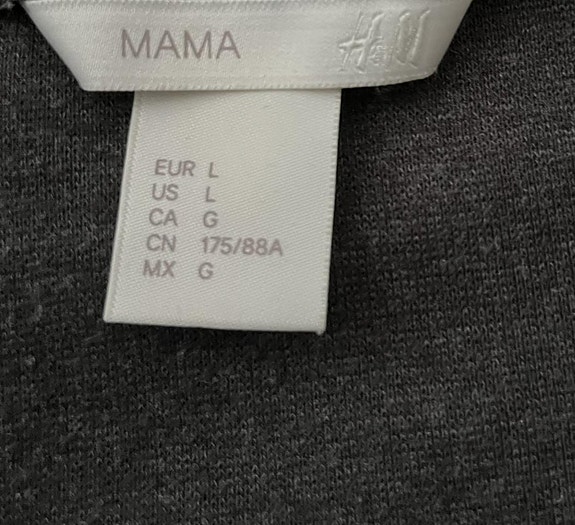 MAMA H&M
EUR L
US L
CA G
CN 175/88A
MX G